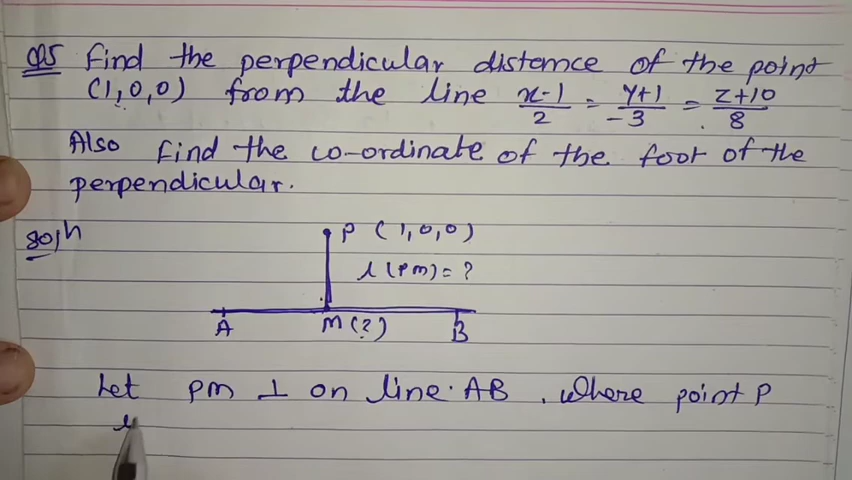 Q5 Find the perpendicular distance of the point
(1,0,0) from the line x-1/2 = y+1/-3 = z+10/8
Also find the co-ordinate of the foot of the
perpendicular.
Soln
P (1,0,0)
l(PM) = ?
A M(?) B
Let PM ⊥ on line AB, where point P